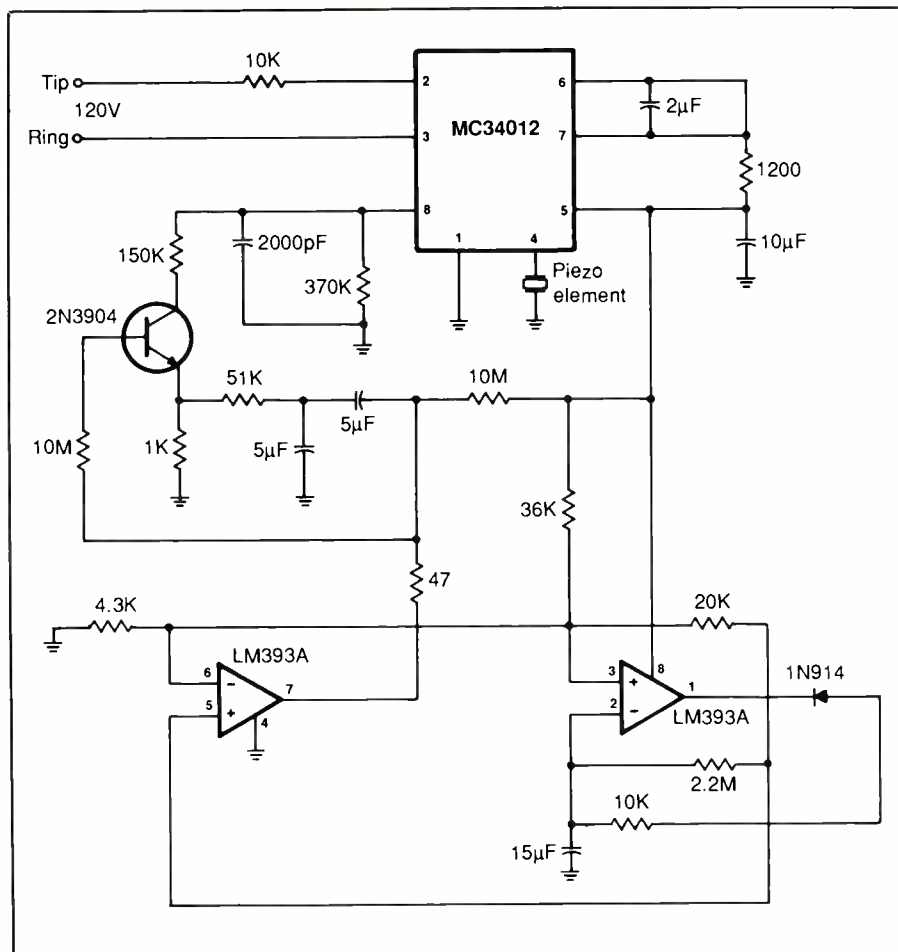 10K
Tip
120V
Ring
2
3
8
MC34012
6
7
5
1
4
2µF
1200
10µF
Piezo
element
150K
2000pF
370K
2N3904
51K
10M
5µF
5µF
10M
1K
36K
47
4.3K
20K
LM393A
6
5
7
4
3
2
8
1
LM393A
1N914
2.2M
10K
15µF